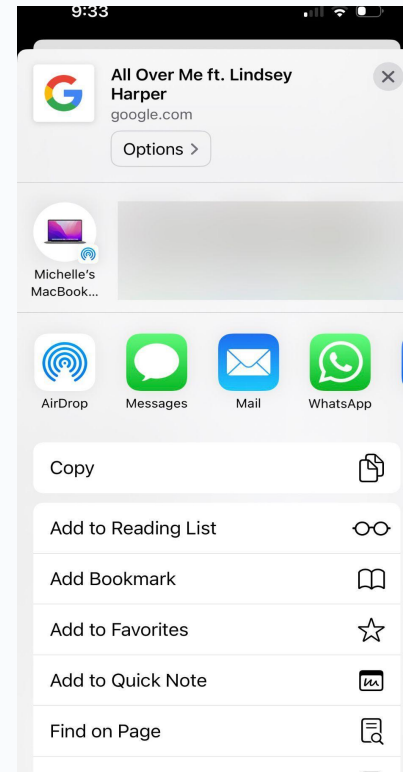 9:33
All Over Me ft. Lindsey
Harper
google.com
Options >
Michelle's
MacBook...
AirDrop Messages Mail WhatsApp
Copy
Add to Reading List
Add Bookmark
Add to Favorites
Add to Quick Note
Find on Page